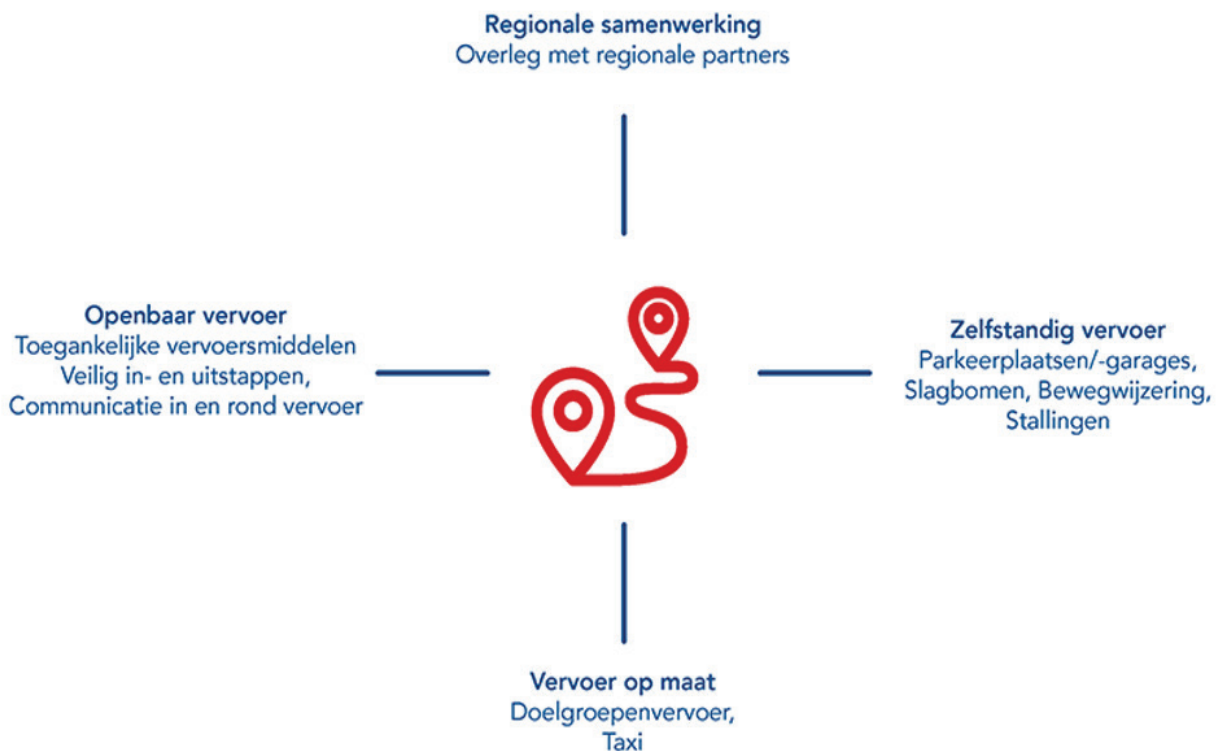 Regionale samenwerking
Overleg met regionale partners
Openbaar vervoer
Toegankelijke vervoersmiddelen
Veilig in- en uitstappen,
Communicatie in en rond vervoer
Zelfstandig vervoer
Parkeerplaatsen/-garages,
Slagbomen, Bewegwijzering,
Stallingen
Vervoer op maat
Doelgroepenvervoer,
Taxi